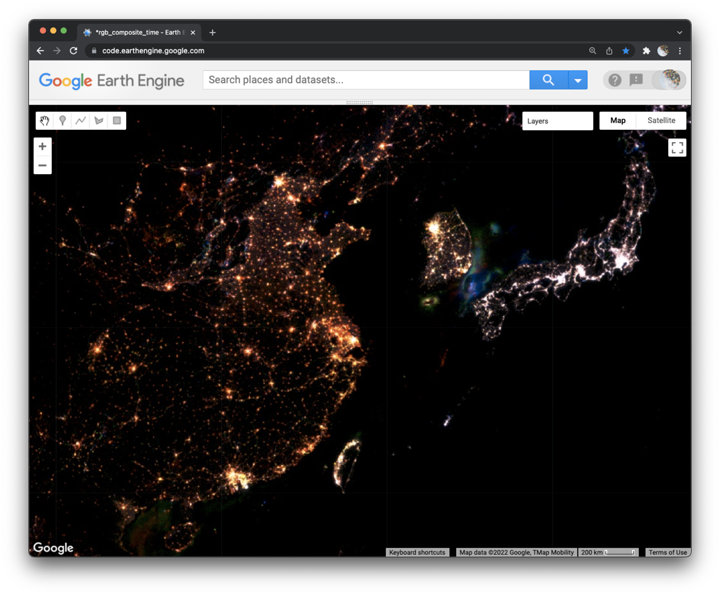 *rgb_composite_time - Earth E
code.earthengine.google.com
Google Earth Engine
Search places and datasets...
Layers
Map
Satellite
Google
Keyboard shortcuts
Map data ©2022 Google, TMap Mobility
200 km
Terms of Use